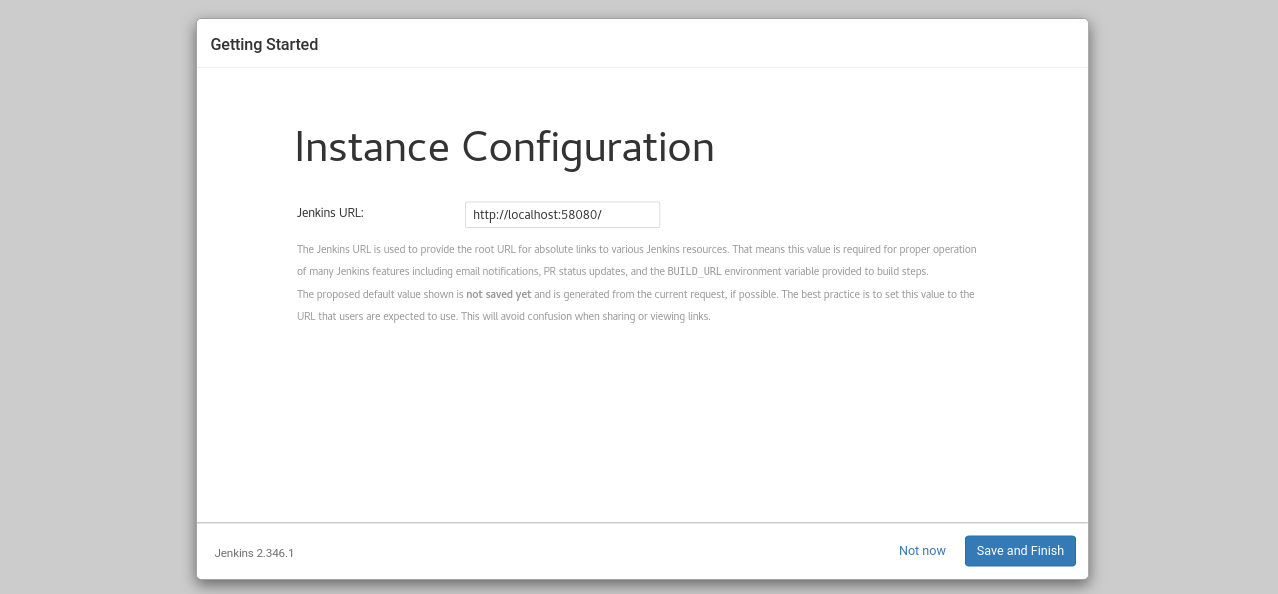 Getting Started
Instance Configuration
Jenkins URL: http://localhost:58080/
The Jenkins URL is used to provide the root URL for absolute links to various Jenkins resources. That means this value is required for proper operation
of many Jenkins features including email notifications, PR status updates, and the BUILD_URL environment variable provided to build steps.
The proposed default value shown is not saved yet and is generated from the current request, if possible. The best practice is to set this value to the
URL that users are expected to use. This will avoid confusion when sharing or viewing links.
Jenkins 2.346.1 Not now Save and Finish